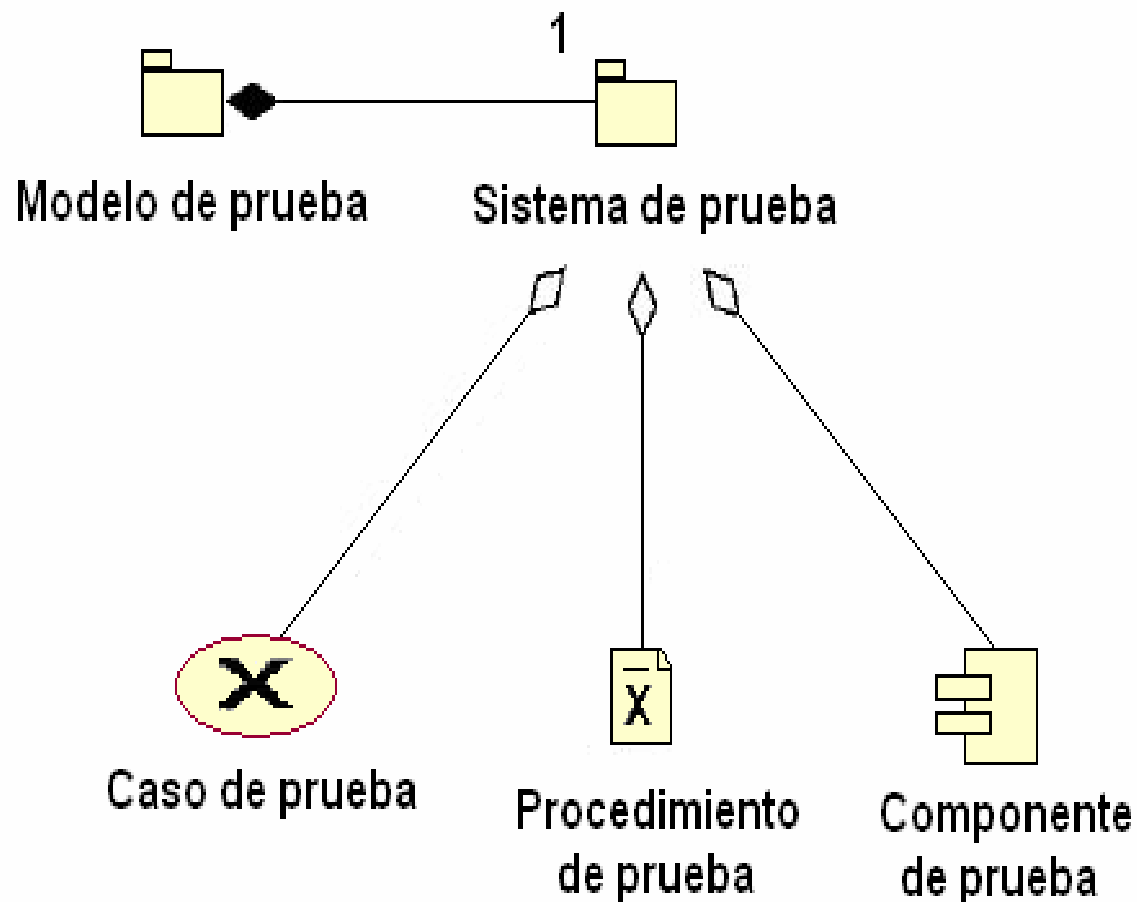 1
Modelo de prueba
Sistema de prueba
X
X
Caso de prueba
Procedimiento
de prueba
Componente
de prueba